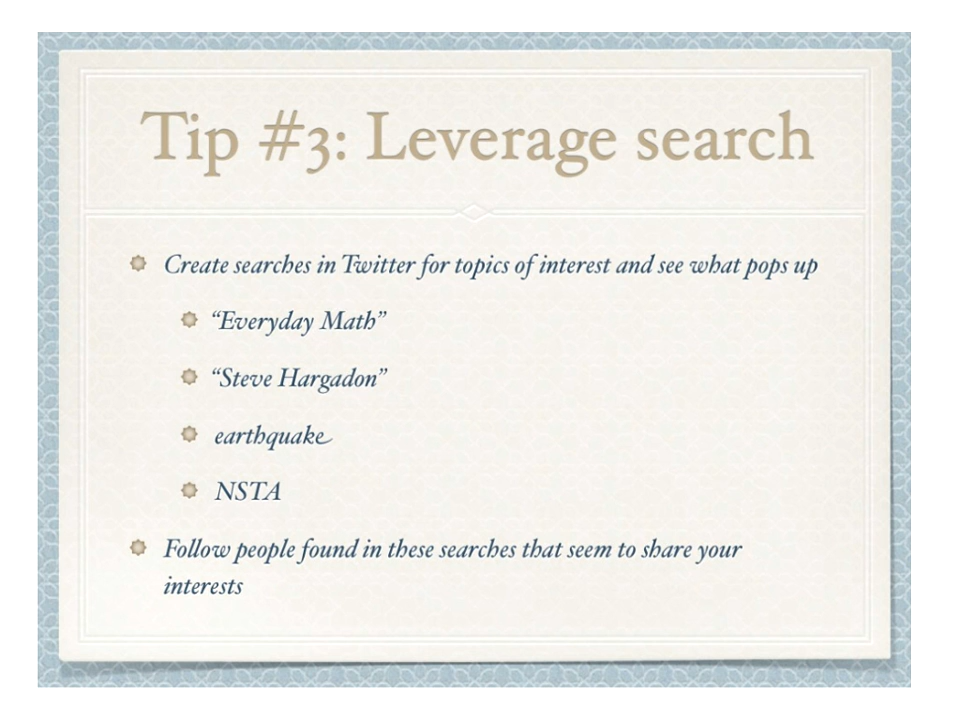 Tip #3: Leverage search
Create searches in Twitter for topics of interest and see what pops up
“Everyday Math”
“Steve Hargadon”
earthquake
NSTA
Follow people found in these searches that seem to share your
interests